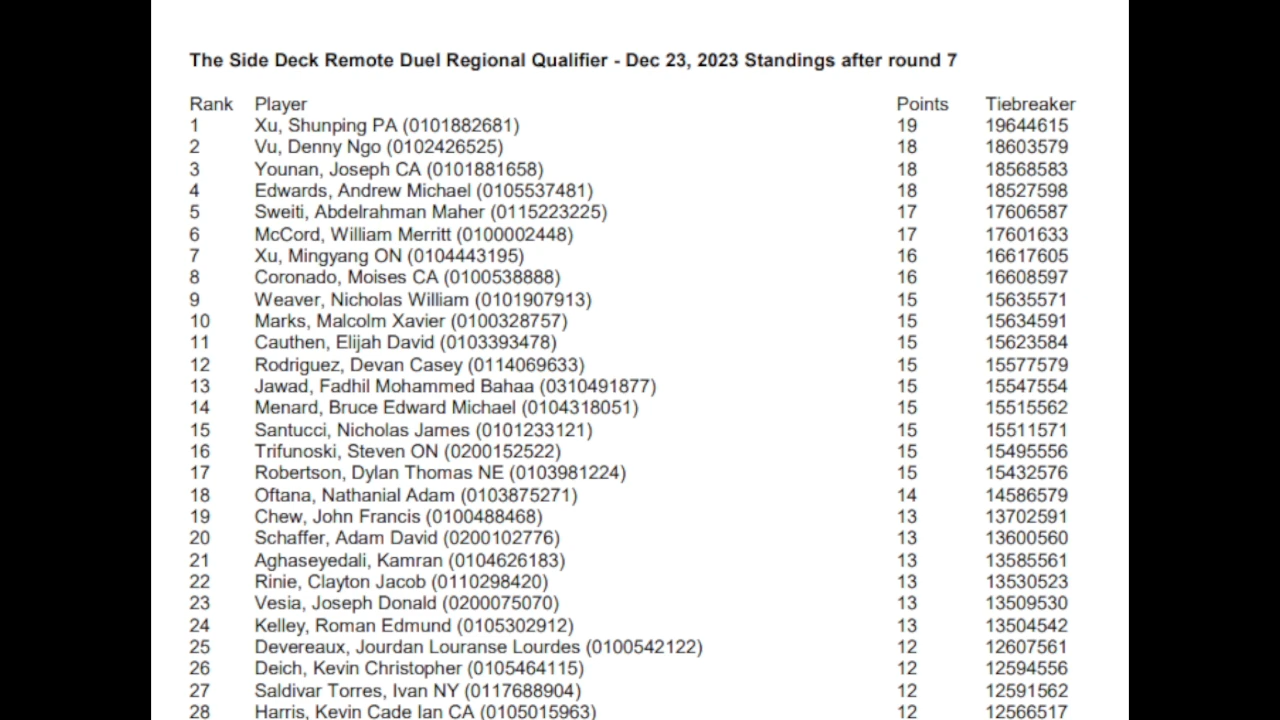 The Side Deck Remote Duel Regional Qualifier - Dec 23, 2023 Standings after round 7
Rank Player Points Tiebreaker
1 Xu, Shunping PA (0101882681) 19 19644615
2 Vu, Denny Ngo (0102426525) 18 18603579
3 Younan, Joseph CA (0101881658) 18 18568583
4 Edwards, Andrew Michael (0105537481) 18 18527598
5 Sweiti, Abdelrahman Maher (0115223225) 17 17606587
6 McCord, William Merritt (0100002448) 17 17601633
7 Xu, Mingyang ON (0104443195) 16 16617605
8 Coronado, Moises CA (0100538888) 16 16608597
9 Weaver, Nicholas William (0101907913) 15 15635571
10 Marks, Malcolm Xavier (0100328757) 15 15634591
11 Cauthen, Elijah David (0103393478) 15 15623584
12 Rodriguez, Devan Casey (0114069633) 15 15577579
13 Jawad, Fadhil Mohammed Bahaa (0310491877) 15 15547554
14 Menard, Bruce Edward Michael (0104318051) 15 15515562
15 Santucci, Nicholas James (0101233121) 15 15511571
16 Trifunoski, Steven ON (0200152522) 15 15495556
17 Robertson, Dylan Thomas NE (0103981224) 15 15432576
18 Oftana, Nathanial Adam (0103875271) 14 14586579
19 Chew, John Francis (0100488468) 13 13702591
20 Schaffer, Adam David (0200102776) 13 13600560
21 Aghaseyedali, Kamran (0104626183) 13 13585561
22 Rinie, Clayton Jacob (0110298420) 13 13530523
23 Vesia, Joseph Donald (0200075070) 13 13509530
24 Kelley, Roman Edmund (0105302912) 13 13504542
25 Devereaux, Jourdan Louranse Lourdes (0100542122) 12 12607561
26 Deich, Kevin Christopher (0105464115) 12 12594556
27 Saldivar Torres, Ivan NY (0117688904) 12 12591562
28 Harris, Kevin Cade Ian CA (0105015963) 12 12566517